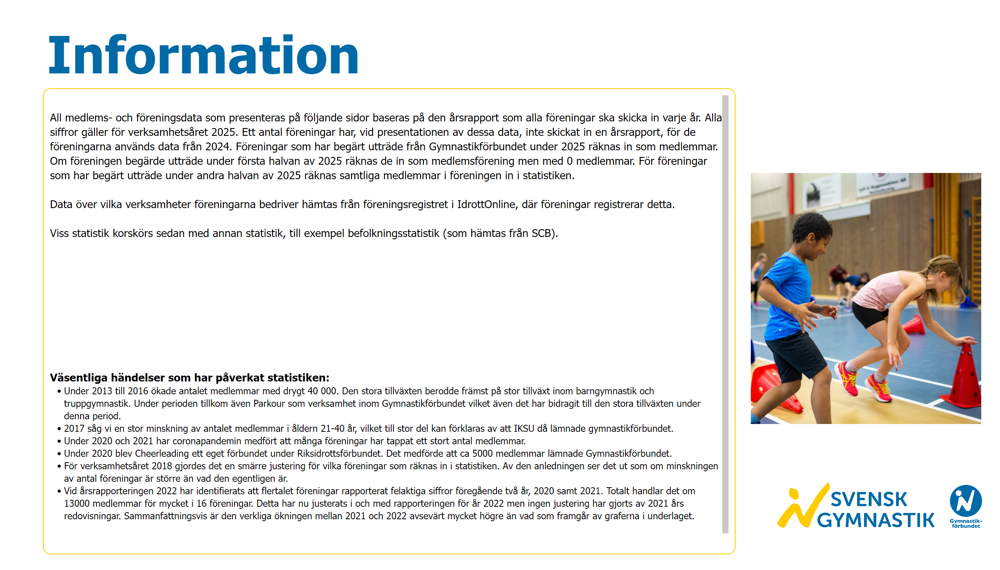 Information
All medlems- och föreningsdata som presenteras på följande sidor baseras på den årsrapport som alla föreningar ska skicka in varje år. Alla
siffror gäller för verksamhetsåret 2025. Ett antal föreningar har, vid presentationen av dessa data, inte skickat in en årsrapport, för de
föreningarna används data från 2024. Föreningar som har begärt utträde från Gymnastikförbundet under 2025 räknas in som medlemmar.
Om föreningen begärde utträde under första halvan av 2025 räknas de in som medlemsförening men med 0 medlemmar. För föreningar
som har begärt utträde under andra halvan av 2025 räknas samtliga medlemmar i föreningen in i statistiken.
Data över vilka verksamheter föreningarna bedriver hämtas från föreningsregistret i IdrottOnline, där föreningar registrerar detta.
Viss statistik korskörs sedan med annan statistik, till exempel befolkningsstatistik (som hämtas från SCB).
Väsentliga händelser som har påverkat statistiken:
• Under 2013 till 2016 ökade antalet medlemmar med drygt 40 000. Den stora tillväxten berodde främst på stor tillväxt inom barngymnastik och
truppgymnastik. Under perioden tillkom även Parkour som verksamhet inom Gymnastikförbundet vilket även det har bidragit till den stora tillväxten under
denna period.
• 2017 såg vi en stor minskning av antalet medlemmar i åldern 21-40 år, vilket till stor del kan förklaras av att IKSU då lämnade gymnastikförbundet.
• Under 2020 och 2021 har coronapandemin medfört att många föreningar har tappat ett stort antal medlemmar.
• Under 2020 blev Cheerleading ett eget förbundet under Riksidrottsförbundet. Det medförde att ca 5000 medlemmar lämnade Gymnastikförbundet.
• För verksamhetsåret 2018 gjordes det en smärre justering för vilka föreningar som räknas in i statistiken. Av den anledningen ser det ut som om minskningen
av antal föreningar är större än vad den egentligen är.
• Vid årsrapporteringen 2022 har identifierats att flertalet föreningar rapporterat felaktiga siffror föregående två år, 2020 samt 2021. Totalt handlar det om
13000 medlemmar för mycket i 16 föreningar. Detta har nu justerats i och med rapporteringen för år 2022 men ingen justering har gjorts av 2021 års
redovisningar. Sammanfattningsvis är den verkliga ökningen mellan 2021 och 2022 avsevärt mycket högre än vad som framgår av graferna i underlaget.
SVENSK
GYMNASTIK
Gymnastik-
förbundet